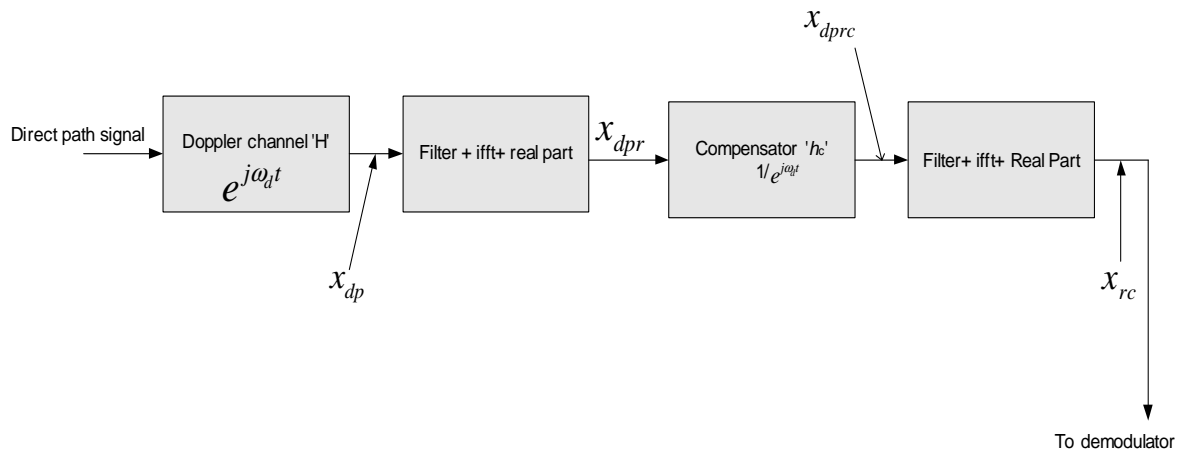 x_dprc
Direct path signal
Doppler channel 'H'
e^{jω_d t}
Filter + ifft+ real part
x_dpr
Compensator 'h_c'
1/e^{jω_d t}
Filter+ ifft+ Real Part
x_dp
x_rc
To demodulator